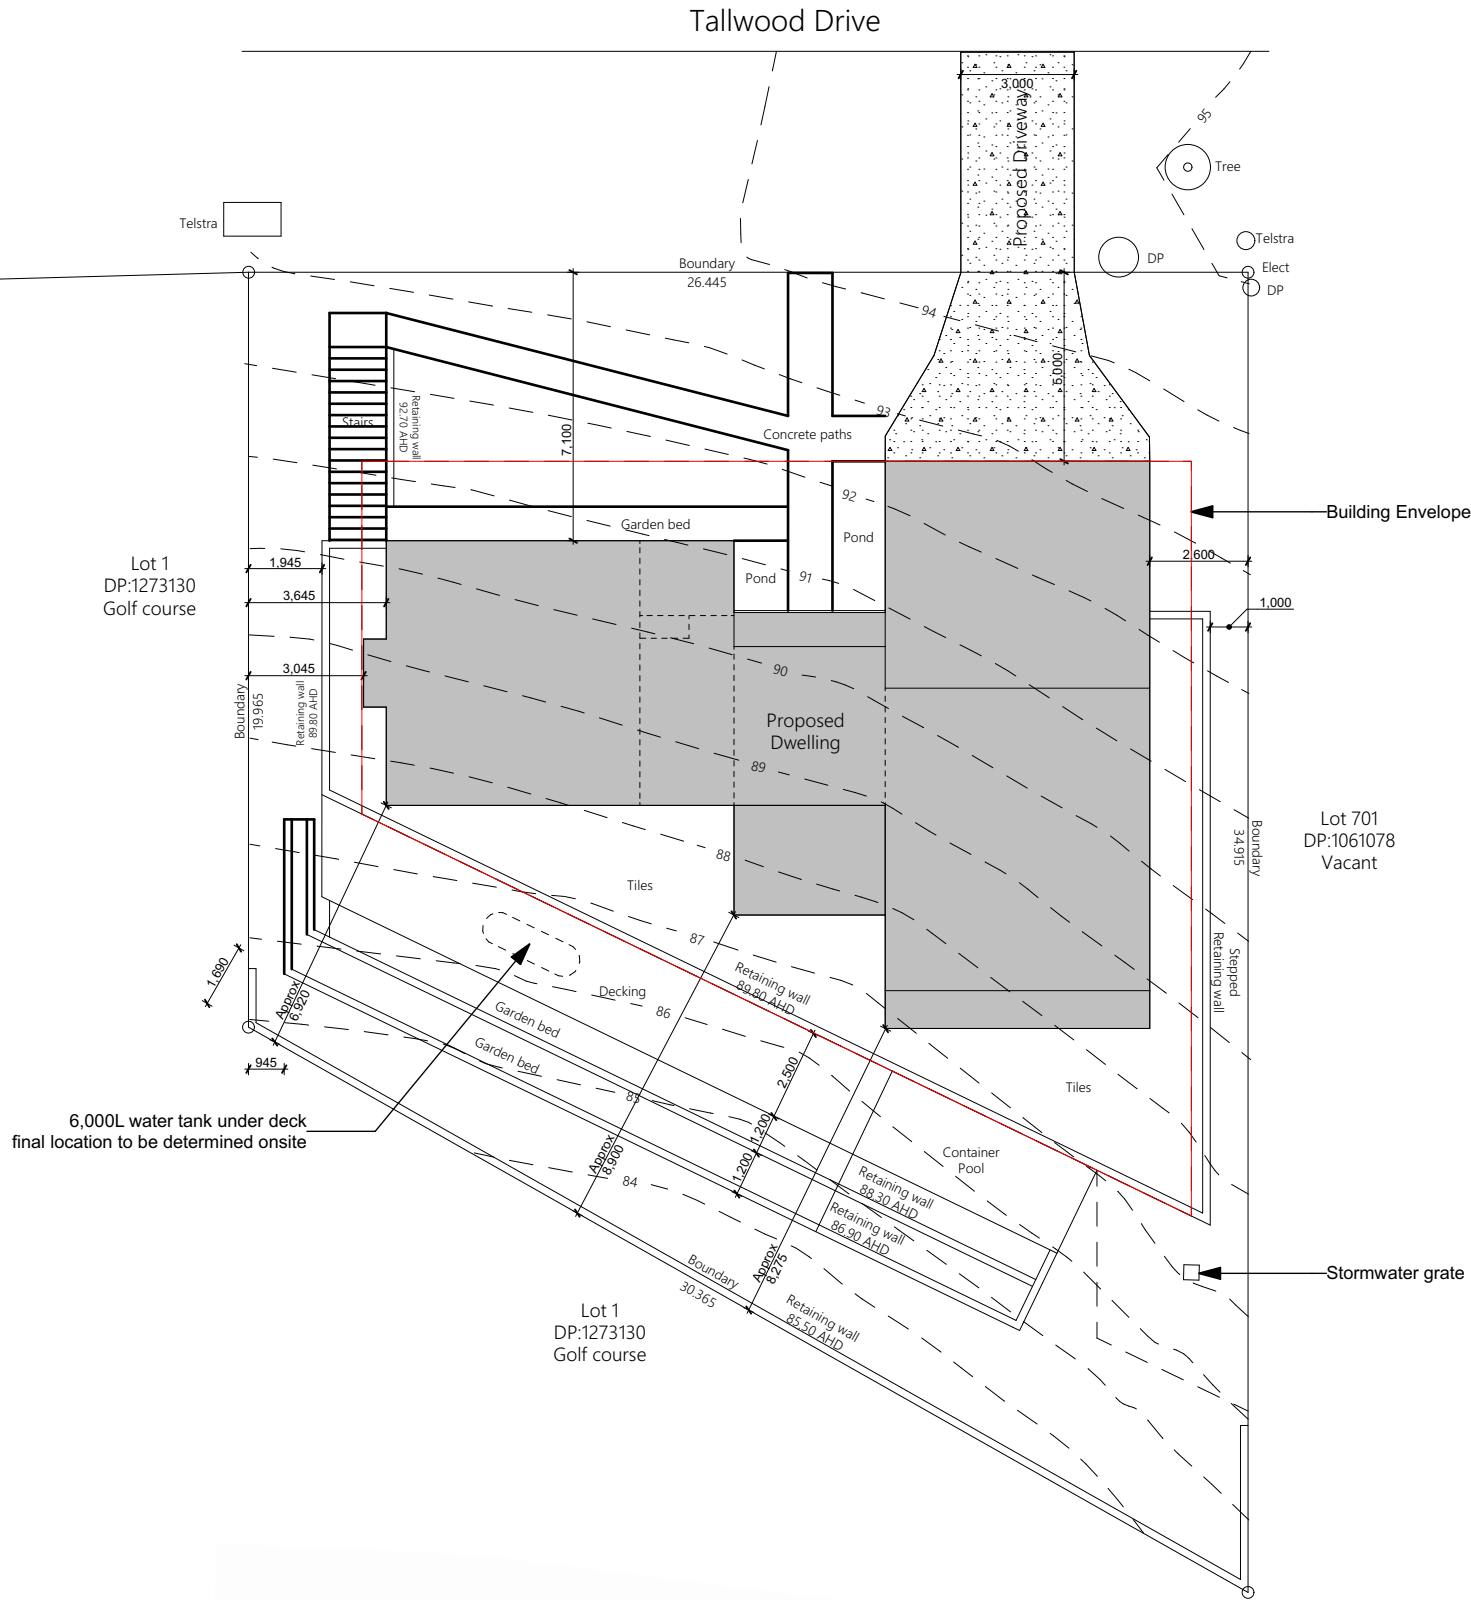 Tallwood Drive
3,000
Proposed Driveway
95
Tree
Telstra
Telstra
DP
Elect
DP
Boundary
26.445
94
6,000
93
Stairs
Retaining wall
92.70 AHD
7,100
Concrete paths
92
Building Envelope
Garden bed
Pond
Pond
91
2,600
1,000
Lot 1
DP:1273130
Golf course
1,945
3,645
3,045
Boundary
19.965
Retaining wall
89.80 AHD
90
Proposed
Dwelling
89
88
Tiles
Lot 701
DP:1061078
Vacant
Boundary
34.915
87
Stepped
Retaining wall
1,690
Approx
6,920
Decking
86
Retaining wall
89.80 AHD
Garden bed
Garden bed
945
85
2,500
1,200
1,200
Tiles
6,000L water tank under deck
final location to be determined onsite
Approx
8,900
84
Container
Pool
Retaining wall
88.30 AHD
Retaining wall
86.90 AHD
Approx
8,275
Boundary
30.365
Retaining wall
85.50 AHD
Stormwater grate
Lot 1
DP:1273130
Golf course